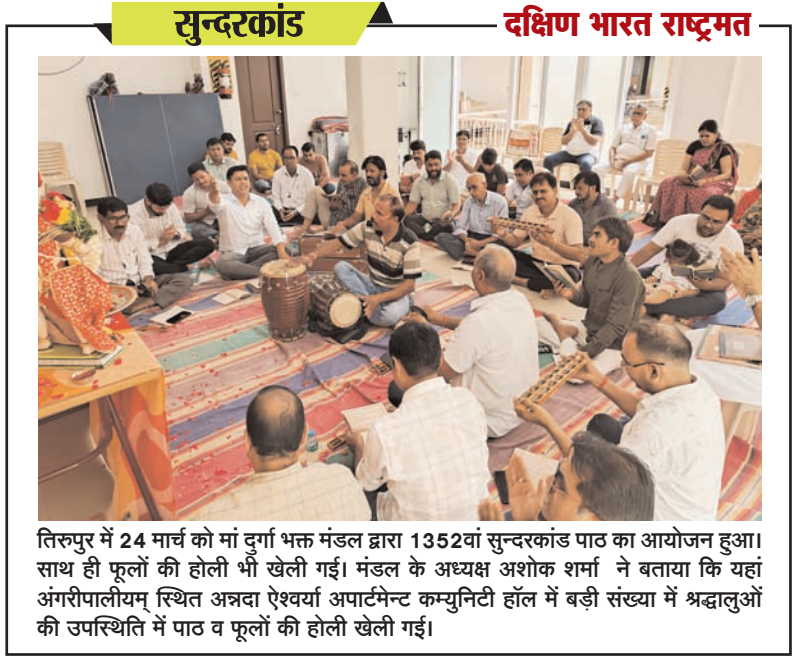 सुन्दरकांड
दक्षिण भारत राष्ट्रमत
तिरुपुर में 24 मार्च को मां दुर्गा भक्त मंडल द्वारा 1352वां सुन्दरकांड पाठ का आयोजन हुआ।
साथ ही फूलों की होली भी खेली गई। मंडल के अध्यक्ष अशोक शर्मा ने बताया कि यहां
अंगरीपालीयम् स्थित अन्नदा ऐश्वर्या अपार्टमेन्ट कम्युनिटी हॉल में बड़ी संख्या में श्रद्धालुओं
की उपस्थिति में पाठ व फूलों की होली खेली गई।